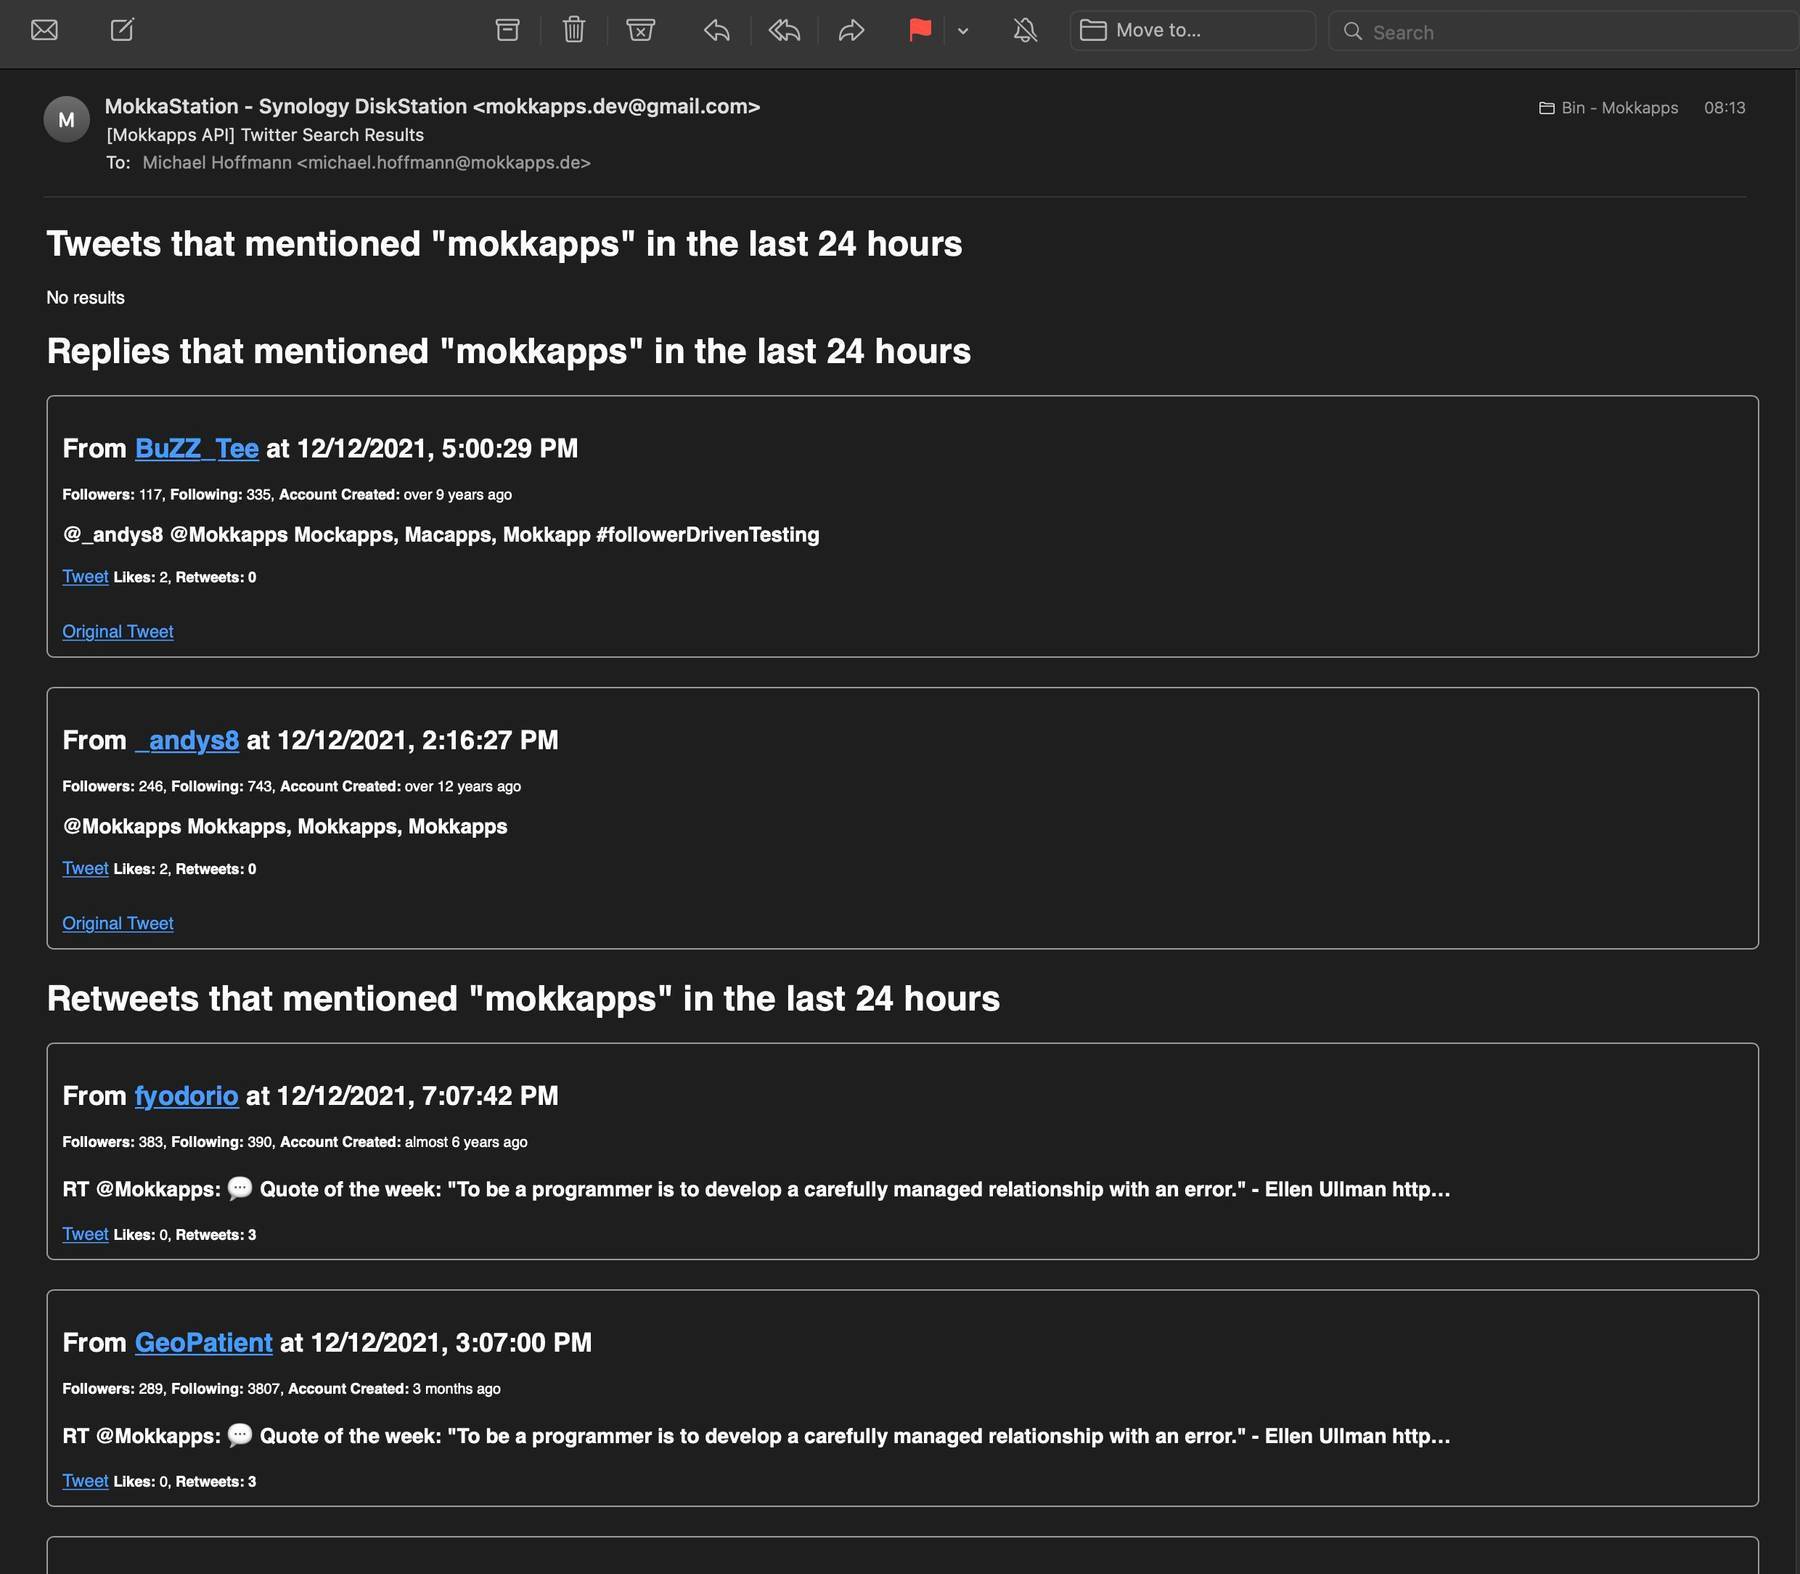 Move to...
Search
M
MokkaStation - Synology DiskStation <mokkapps.dev@gmail.com>
Bin - Mokkapps 08:13
[Mokkapps API] Twitter Search Results
To: Michael Hoffmann <michael.hoffmann@mokkapps.de>
Tweets that mentioned "mokkapps" in the last 24 hours
No results
Replies that mentioned "mokkapps" in the last 24 hours
From BuZZ_Tee at 12/12/2021, 5:00:29 PM
Followers: 117, Following: 335, Account Created: over 9 years ago
@_andys8 @Mokkapps Mockapps, Macapps, Mokkapp #followerDrivenTesting
Tweet Likes: 2, Retweets: 0
Original Tweet
From _andys8 at 12/12/2021, 2:16:27 PM
Followers: 246, Following: 743, Account Created: over 12 years ago
@Mokkapps Mokkapps, Mokkapps, Mokkapps
Tweet Likes: 2, Retweets: 0
Original Tweet
Retweets that mentioned "mokkapps" in the last 24 hours
From fyodorio at 12/12/2021, 7:07:42 PM
Followers: 383, Following: 390, Account Created: almost 6 years ago
RT @Mokkapps: 💬 Quote of the week: "To be a programmer is to develop a carefully managed relationship with an error." - Ellen Ullman http…
Tweet Likes: 0, Retweets: 3
From GeoPatient at 12/12/2021, 3:07:00 PM
Followers: 289, Following: 3807, Account Created: 3 months ago
RT @Mokkapps: 💬 Quote of the week: "To be a programmer is to develop a carefully managed relationship with an error." - Ellen Ullman http…
Tweet Likes: 0, Retweets: 3